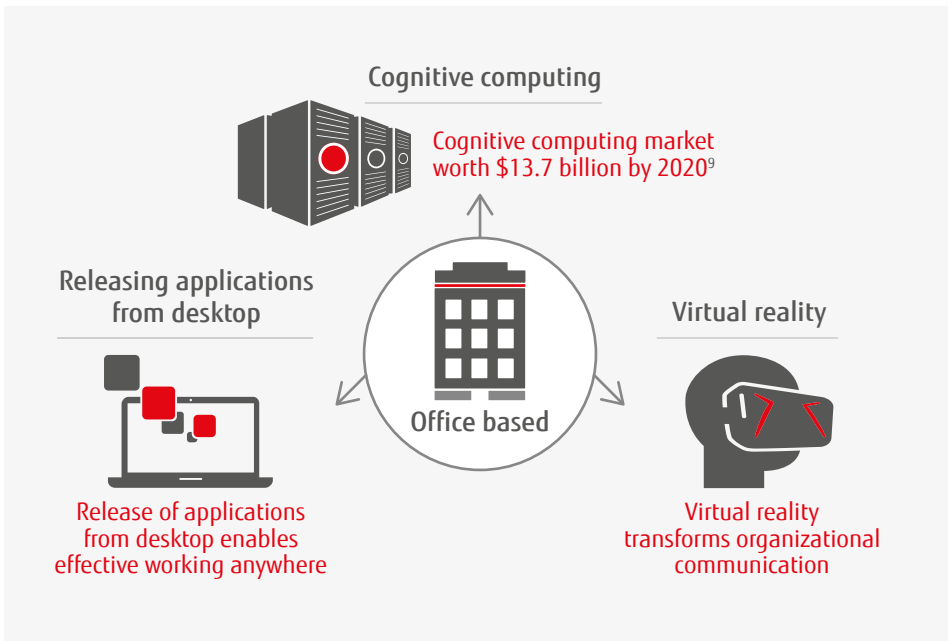 Cognitive computing
Cognitive computing market
worth $13.7 billion by 2020⁹
Releasing applications
from desktop
Release of applications
from desktop enables
effective working anywhere
Office based
Virtual reality
Virtual reality
transforms organizational
communication